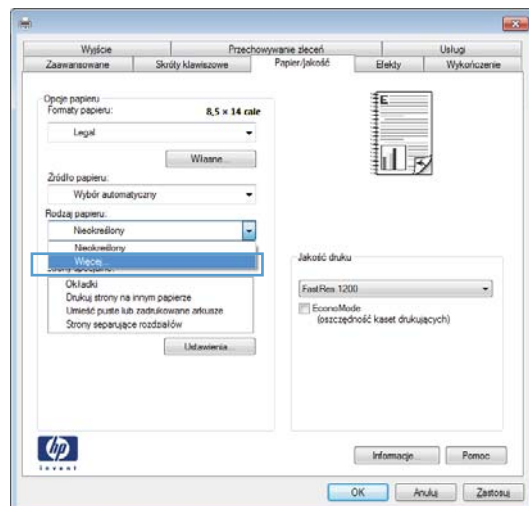 Wyjście Przechowywanie zleceń Usługi
Zaawansowane Skróty klawiszowe Papier/jakość Efekty Wykończenie
Opcje papieru
Formaty papieru: 8,5 × 14 cale
Legal
Własne...
Źródło papieru:
Wybór automatyczny
Rodzaj papieru:
Nieokreślony
Nieokreślony
Więcej...
Okładki
Drukuj strony na innym papierze
Umieść puste lub zadrukowane arkusze
Strony separujące rozdziałów
Ustawienia...
E
Jakość druku
FastRes 1200
EconoMode
(oszczędność kaset drukujących)
hp
invent
Informacje... Pomoc
OK Anuluj Zastosuj